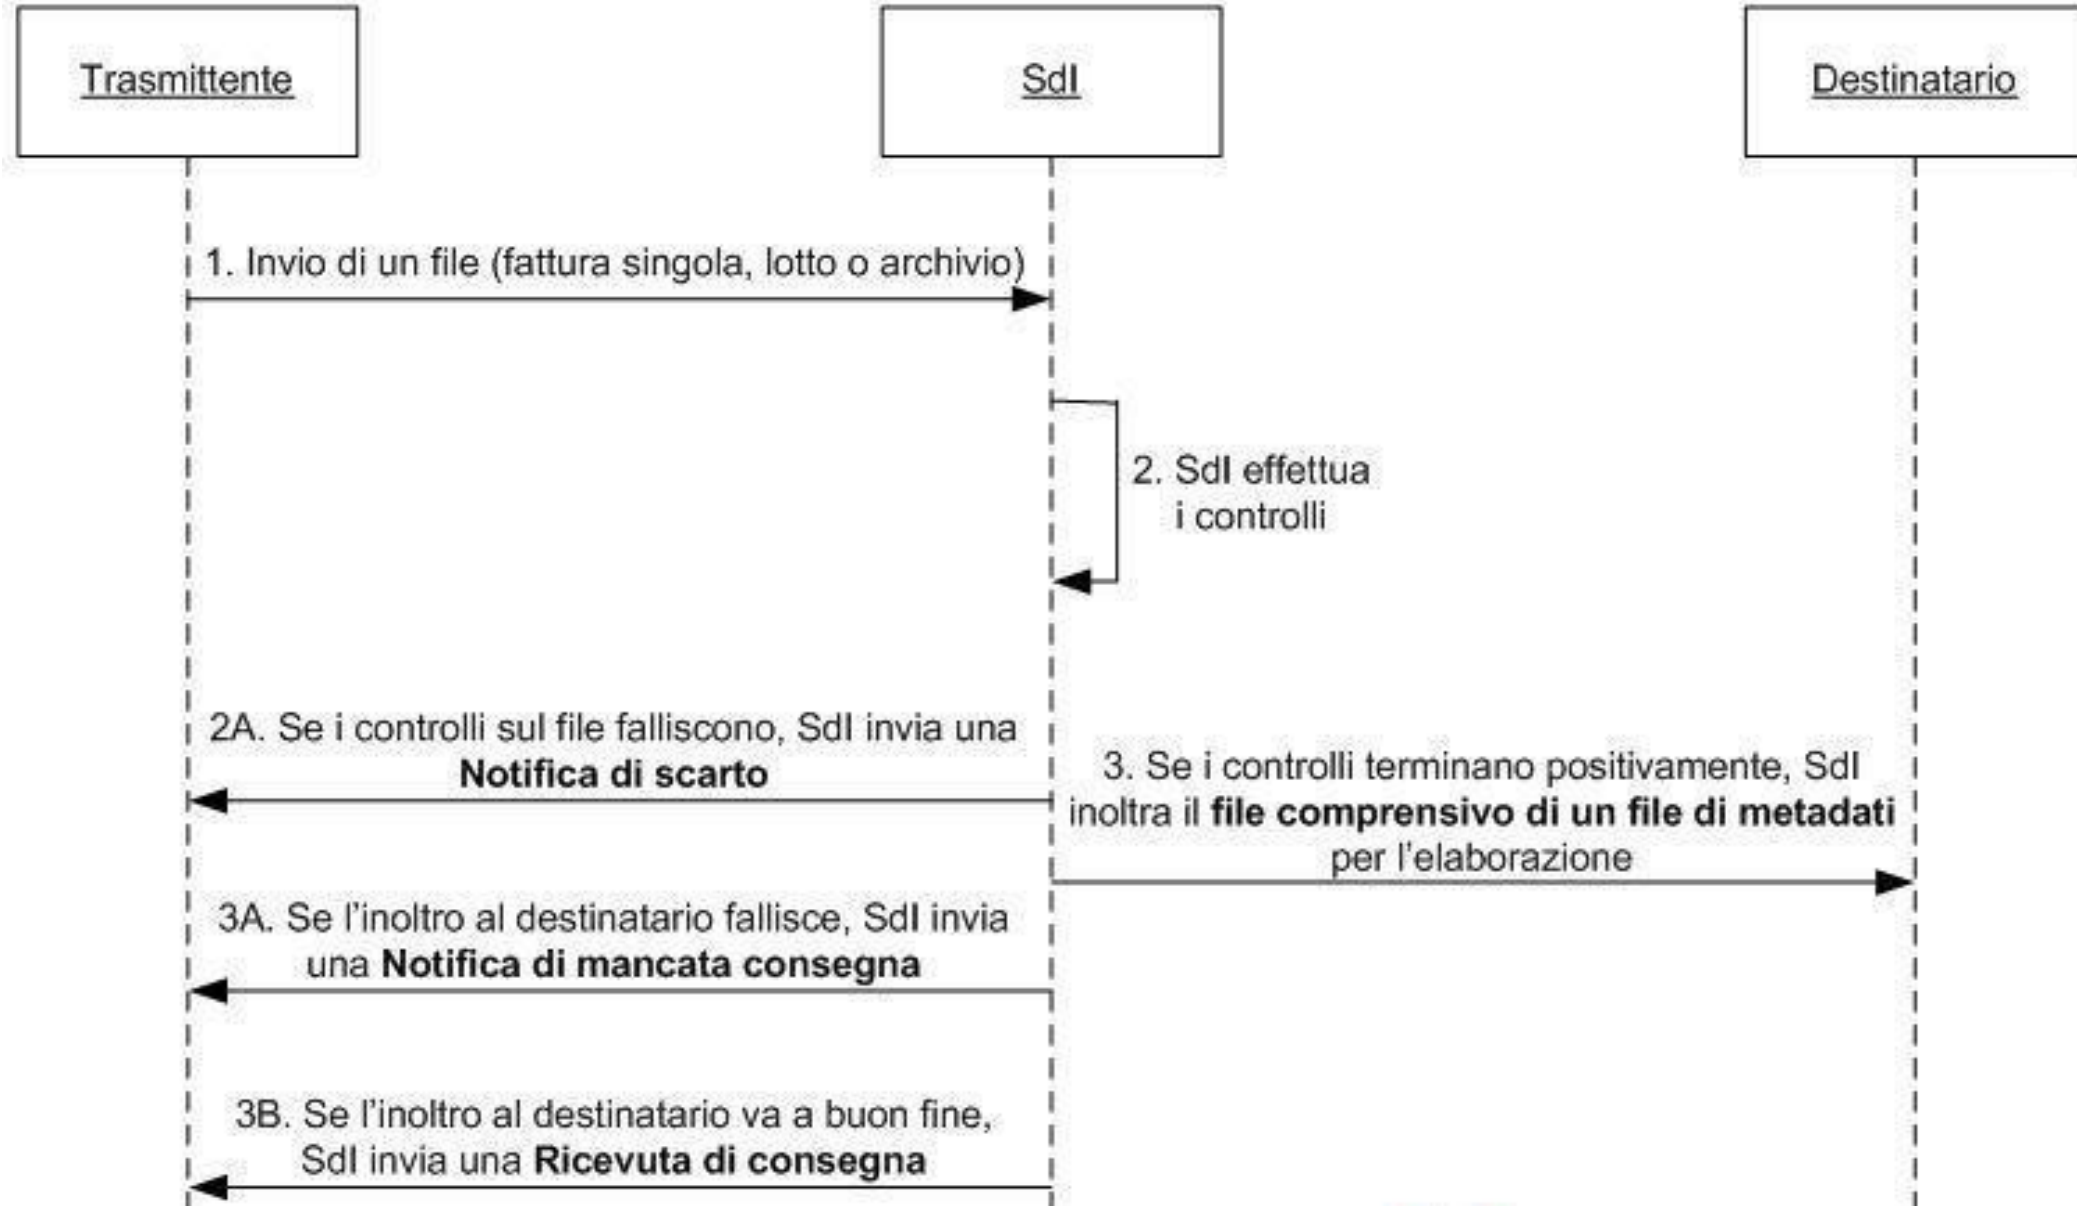 Trasmittente
SdI
Destinatario
1. Invio di un file (fattura singola, lotto o archivio)
2. SdI effettua
i controlli
2A. Se i controlli sul file falliscono, SdI invia una
Notifica di scarto
3. Se i controlli terminano positivamente, SdI
inoltra il file comprensivo di un file di metadati
per l'elaborazione
3A. Se l'inoltro al destinatario fallisce, SdI invia
una Notifica di mancata consegna
3B. Se l'inoltro al destinatario va a buon fine,
SdI invia una Ricevuta di consegna